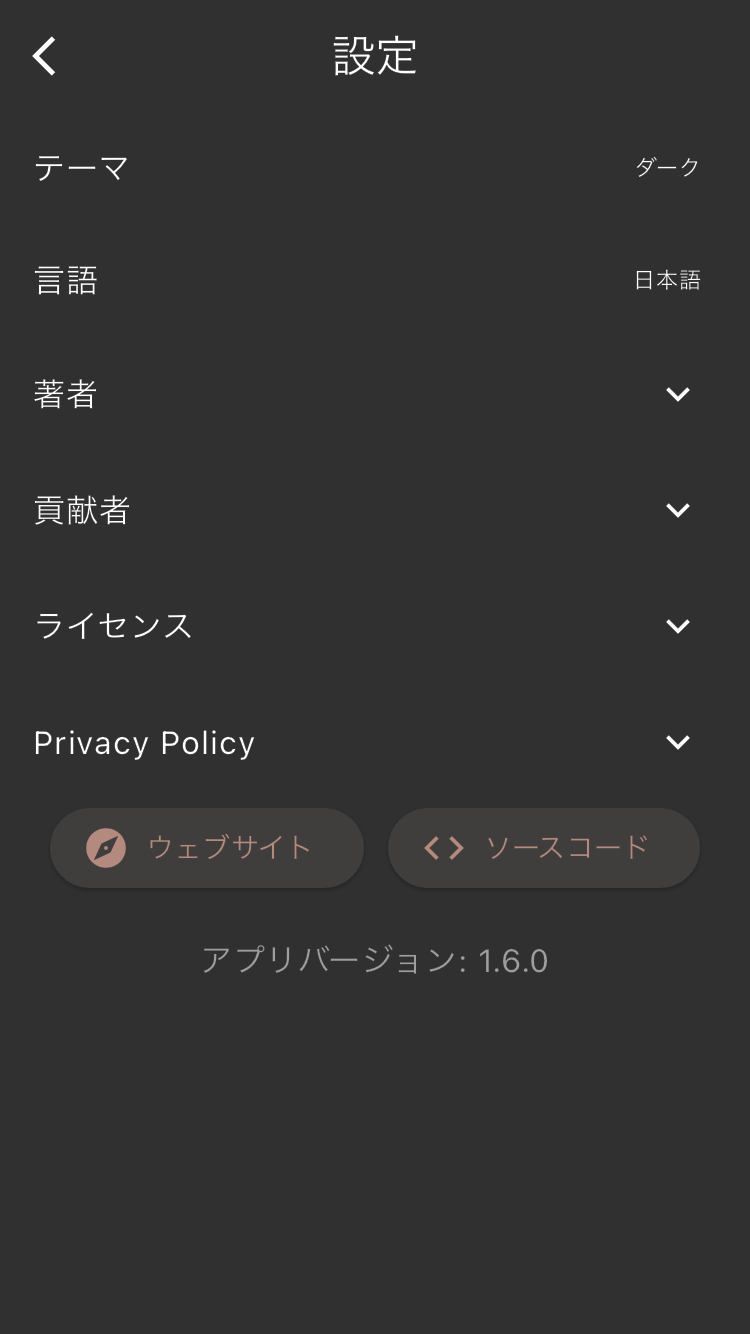 設定
テーマ ダーク
言語 日本語
著者
貢献者
ライセンス
Privacy Policy
ウェブサイト ソースコード
アプリバージョン: 1.6.0